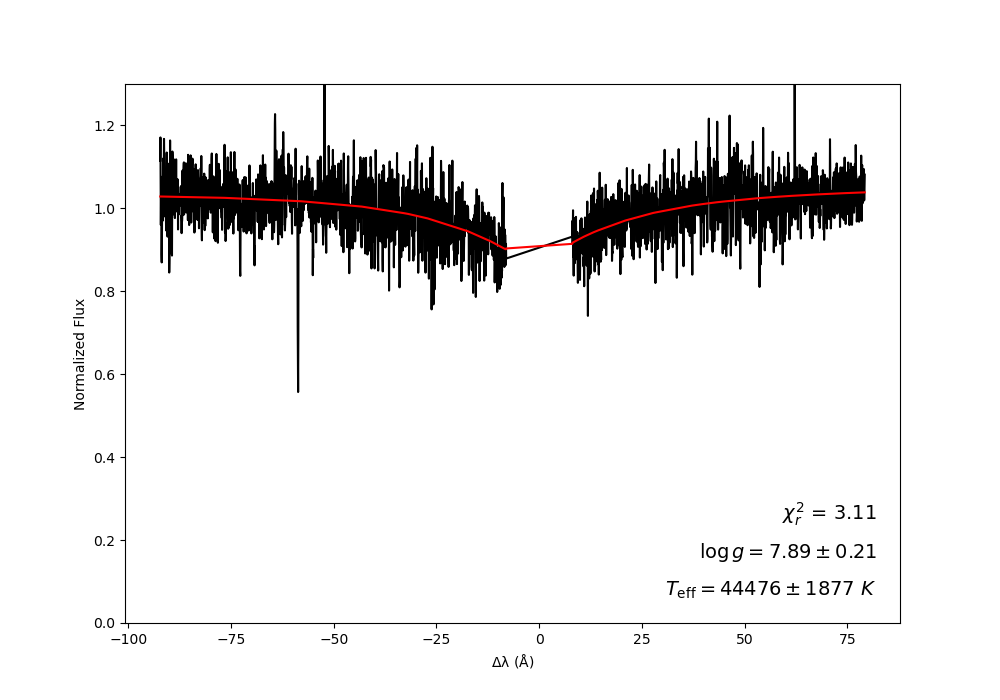 1.2
1.0
0.8
0.6
0.4
0.2
0.0
Normalized Flux
χ²ᵣ = 3.11
log g = 7.89 ± 0.21
T_eff = 44476 ± 1877 K
−100 −75 −50 −25 0 25 50 75
Δλ (Å)